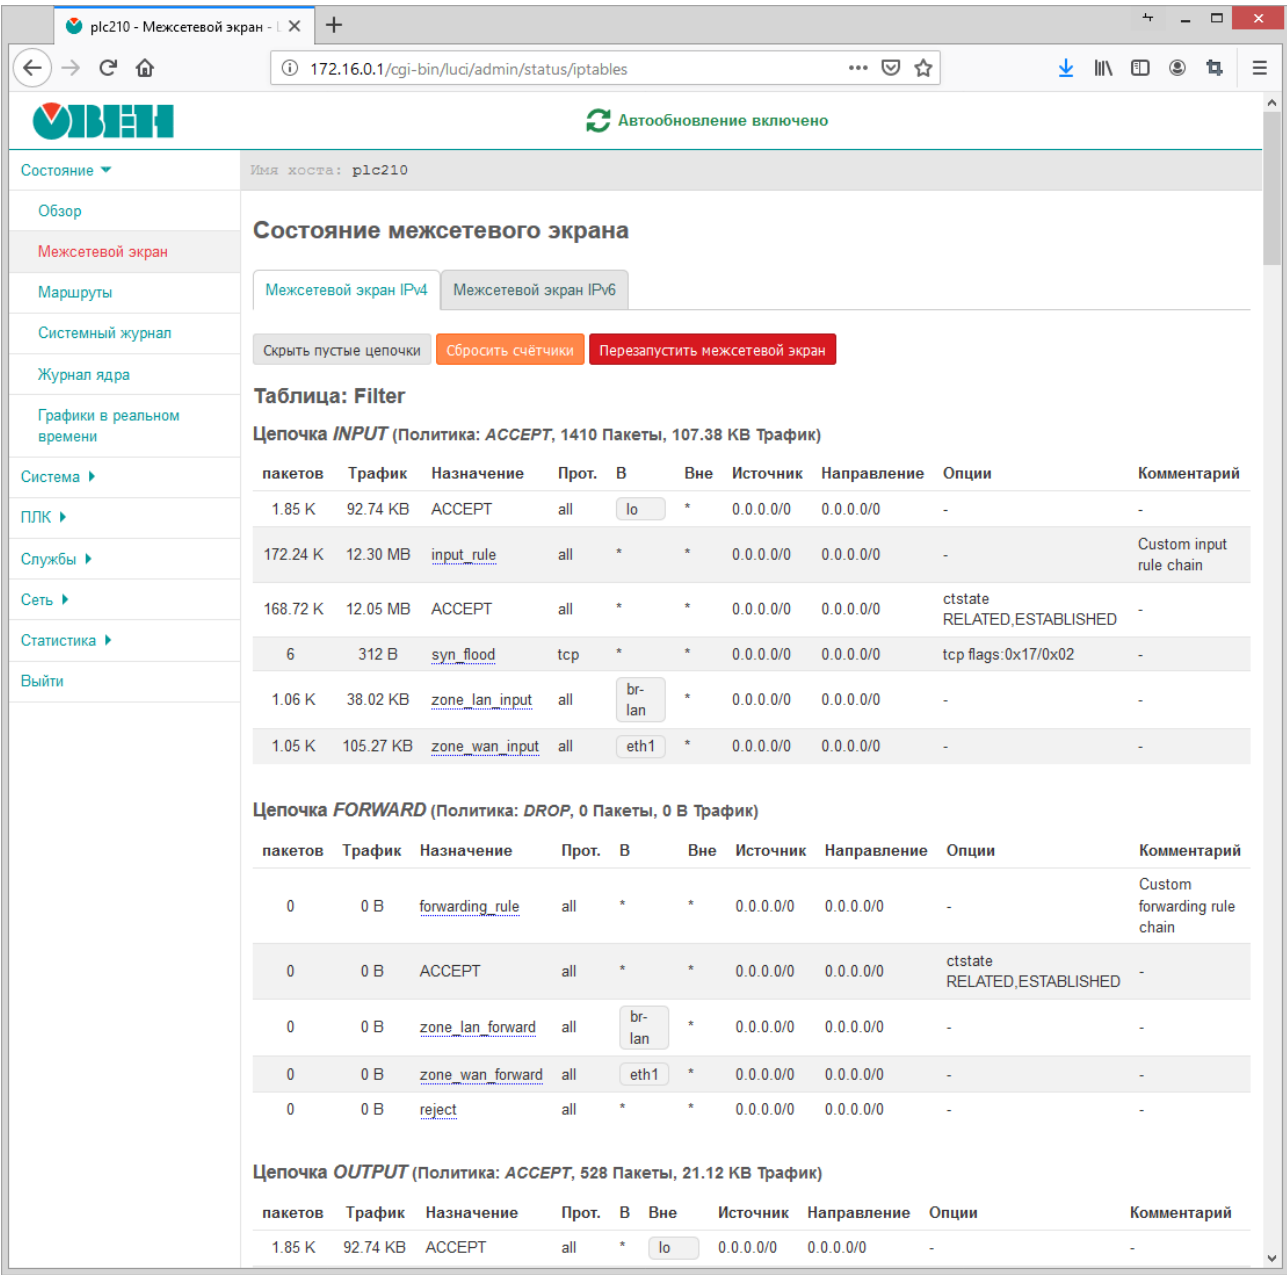 plc210 - Межсетевой экран - L
172.16.0.1/cgi-bin/luci/admin/status/iptables
ОВЕН
Автообновление включено
Состояние
Имя хоста: plc210
Обзор
Межсетевой экран
Маршруты
Системный журнал
Журнал ядра
Графики в реальном
времени
Система
ПЛК
Службы
Сеть
Статистика
Выйти
Состояние межсетевого экрана
Межсетевой экран IPv4 Межсетевой экран IPv6
Скрыть пустые цепочки Сбросить счётчики Перезапустить межсетевой экран
Таблица: Filter
Цепочка INPUT (Политика: ACCEPT, 1410 Пакеты, 107.38 KB Трафик)
пакетов Трафик Назначение Прот. В Вне Источник Направление Опции Комментарий
1.85 K 92.74 KB ACCEPT all lo * 0.0.0.0/0 0.0.0.0/0 - -
172.24 K 12.30 MB input_rule all * * 0.0.0.0/0 0.0.0.0/0 - Custom input
rule chain
168.72 K 12.05 MB ACCEPT all * * 0.0.0.0/0 0.0.0.0/0 ctstate
RELATED,ESTABLISHED -
6 312 B syn_flood tcp * * 0.0.0.0/0 0.0.0.0/0 tcp flags:0x17/0x02 -
1.06 K 38.02 KB zone_lan_input all br-
lan * 0.0.0.0/0 0.0.0.0/0 - -
1.05 K 105.27 KB zone_wan_input all eth1 * 0.0.0.0/0 0.0.0.0/0 - -
Цепочка FORWARD (Политика: DROP, 0 Пакеты, 0 B Трафик)
пакетов Трафик Назначение Прот. В Вне Источник Направление Опции Комментарий
0 0 B forwarding_rule all * * 0.0.0.0/0 0.0.0.0/0 - Custom
forwarding rule
chain
0 0 B ACCEPT all * * 0.0.0.0/0 0.0.0.0/0 ctstate
RELATED,ESTABLISHED -
0 0 B zone_lan_forward all br-
lan * 0.0.0.0/0 0.0.0.0/0 - -
0 0 B zone_wan_forward all eth1 * 0.0.0.0/0 0.0.0.0/0 - -
0 0 B reject all * * 0.0.0.0/0 0.0.0.0/0 - -
Цепочка OUTPUT (Политика: ACCEPT, 528 Пакеты, 21.12 KB Трафик)
пакетов Трафик Назначение Прот. В Вне Источник Направление Опции Комментарий
1.85 K 92.74 KB ACCEPT all * lo 0.0.0.0/0 0.0.0.0/0 - -